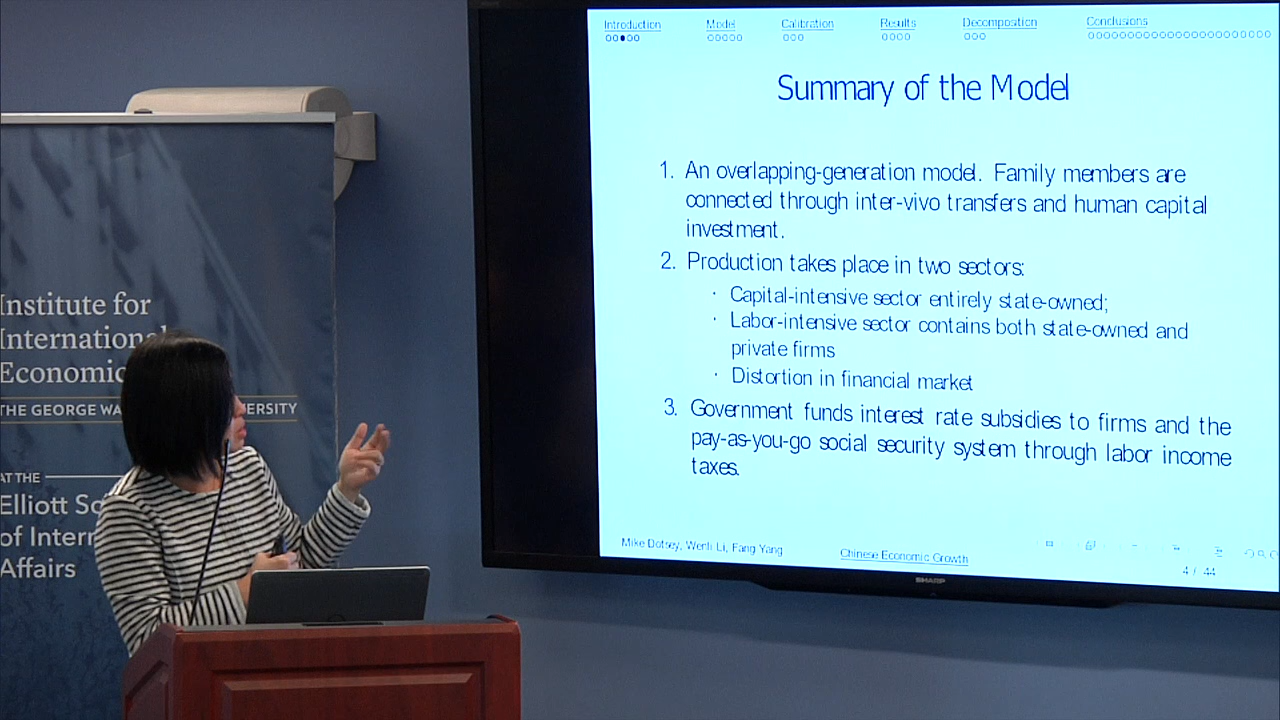 Introduction
Model
Calibration
Results
Decomposition
Conclusions
Summary of the Model
1. An overlapping-generation model. Family members are
connected through inter-vivo transfers and human capital
investment.
2. Production takes place in two sectors:
· Capital-intensive sector entirely state-owned;
· Labor-intensive sector contains both state-owned and
private firms
· Distortion in financial market
3. Government funds interest rate subsidies to firms and the
pay-as-you-go social security system through labor income
taxes.
Mike Dotsey, Wenli Li, Fang Yang
Chinese Economic Growth
4 / 44
SHARP
Institute for
International
Economic
THE GEORGE WA ERSITY
AT THE
Elliott Sc
of Intern
Affairs